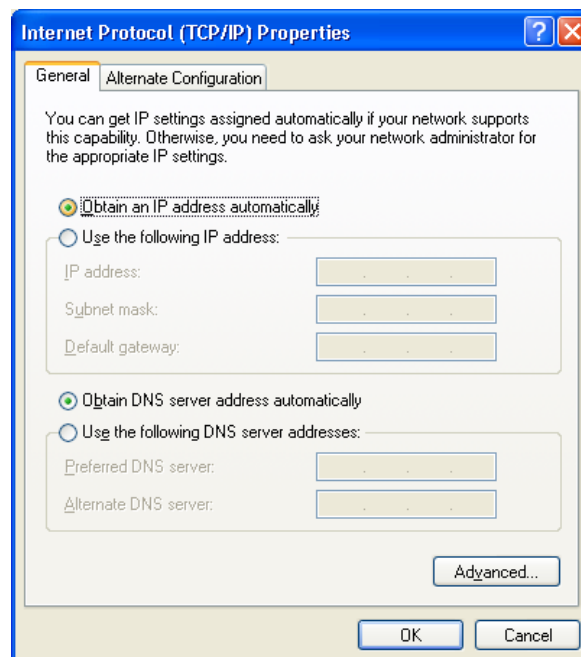 Internet Protocol (TCP/IP) Properties
General
Alternate Configuration
You can get IP settings assigned automatically if your network supports
this capability. Otherwise, you need to ask your network administrator for
the appropriate IP settings.
Obtain an IP address automatically
Use the following IP address:
IP address:
Subnet mask:
Default gateway:
Obtain DNS server address automatically
Use the following DNS server addresses:
Preferred DNS server:
Alternate DNS server:
Advanced...
OK
Cancel